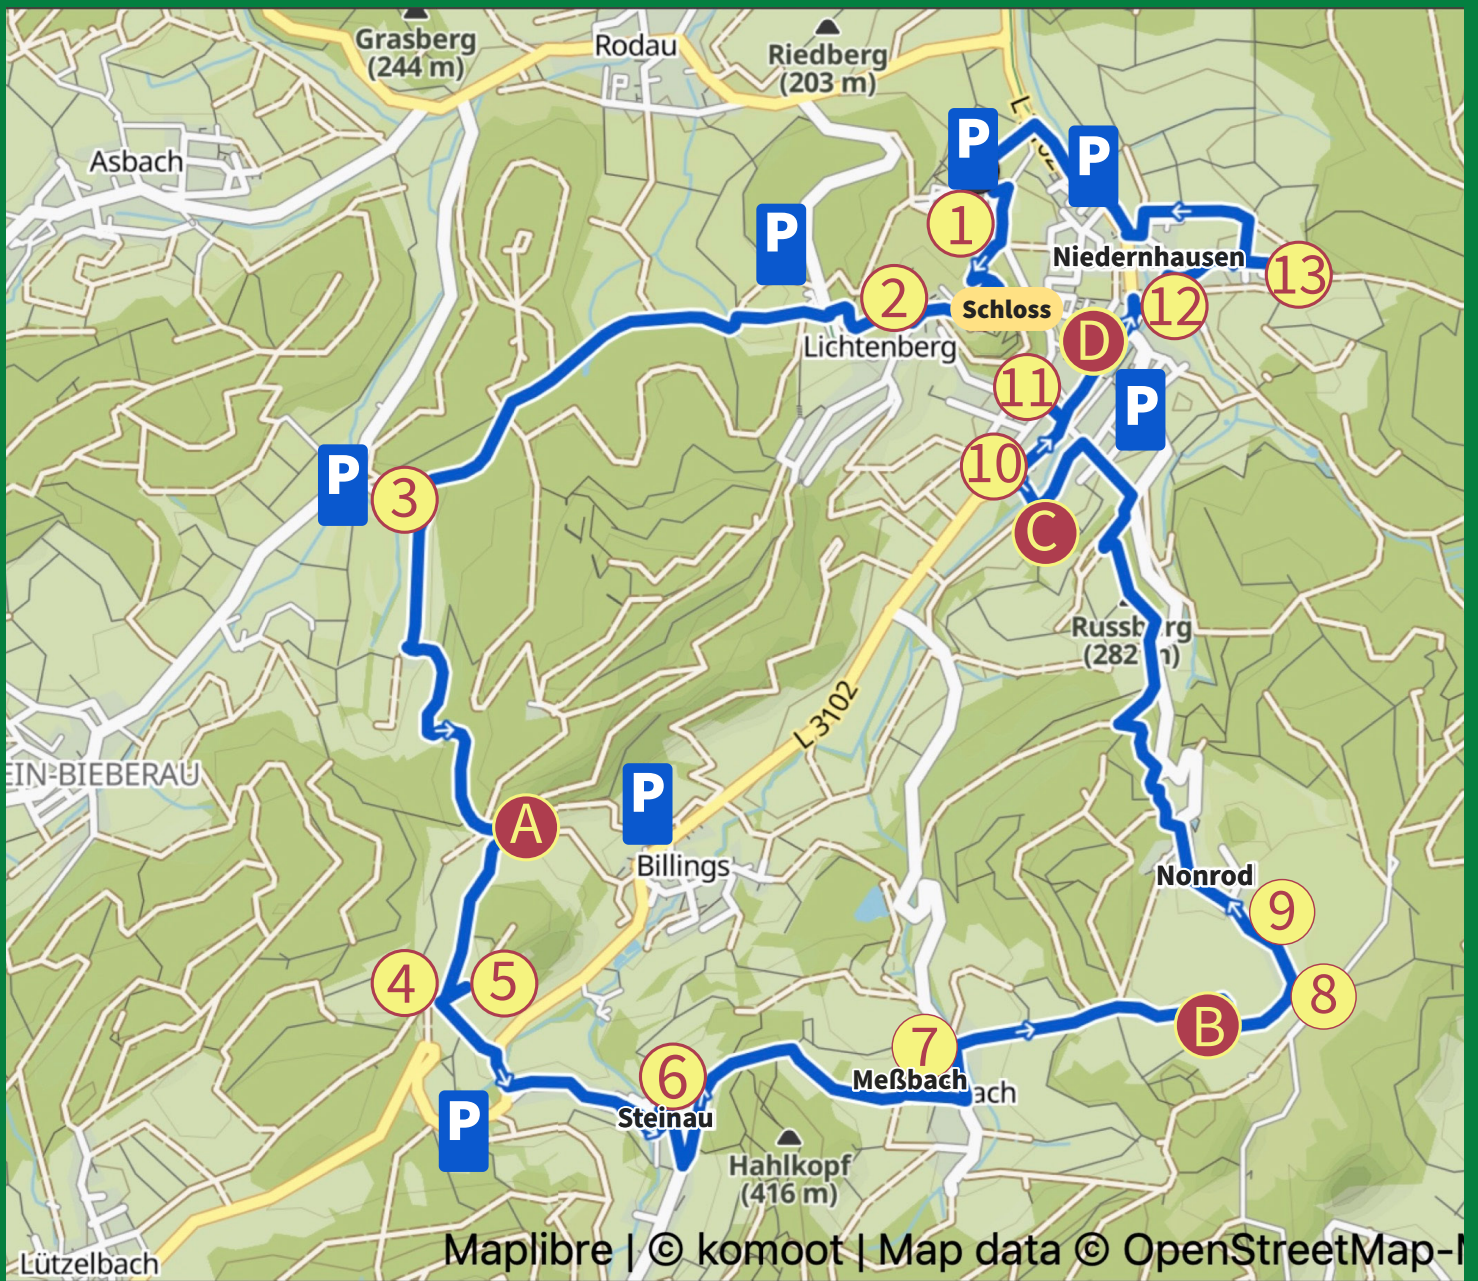 Grasberg
(244 m)
Rodau
Riedberg
(203 m)
Asbach
P
P
P
1
Niedernhausen
13
2
Schloss
12
Lichtenberg
D
11
P
10
P
3
C
Russb rg
(282 m)
L 3102
EIN-BIEBERAU
P
A
Billings
Nonrod
9
4
5
8
B
7
6
Meßbach
ach
Steinau
P
Hahlkopf
(416 m)
Lützelbach
Maplibre | © komoot | Map data © OpenStreetMap-M